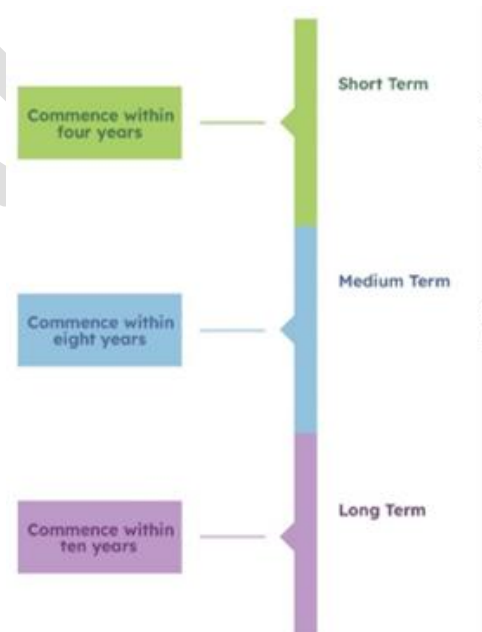 Short Term
Commence within
four years
Medium Term
Commence within
eight years
Long Term
Commence within
ten years